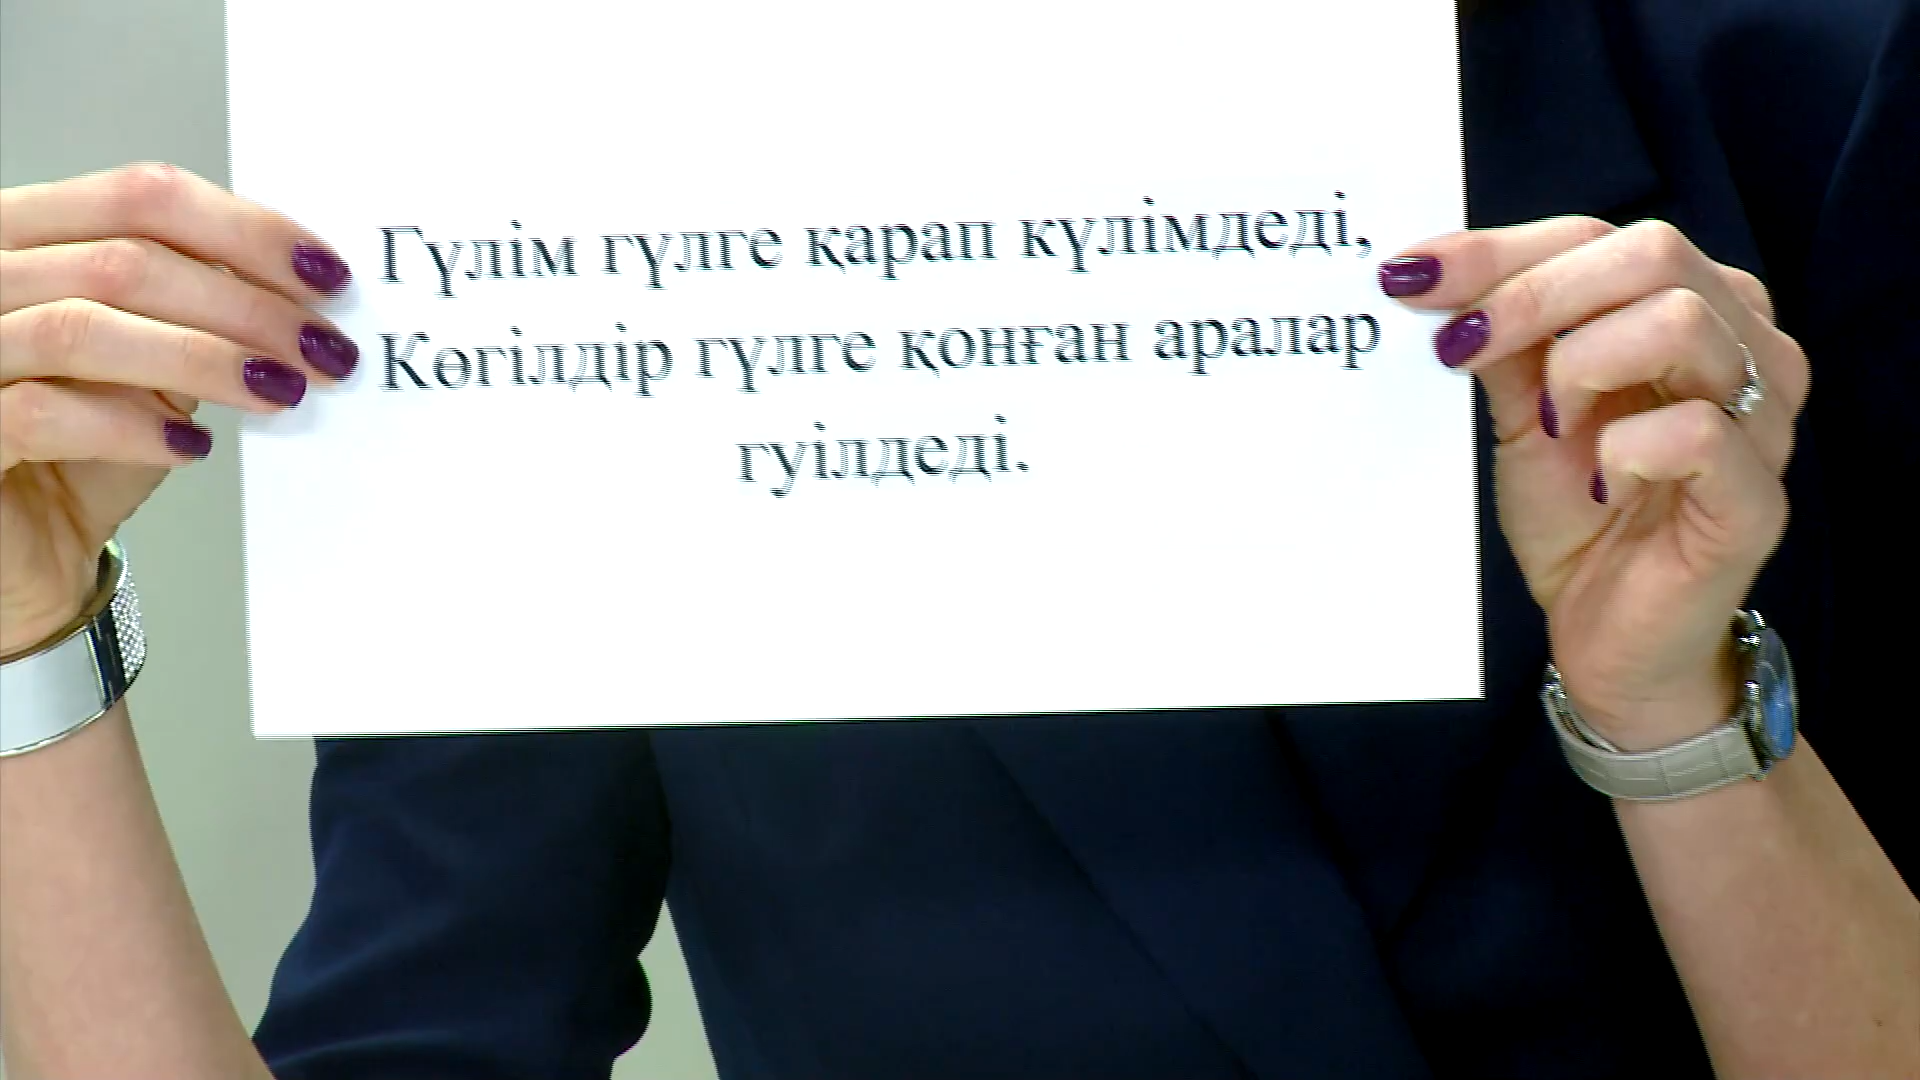 Гүлім гүлге қарап күлімдеді,
Көгілдір гүлге қонған аралар
гуілдеді.